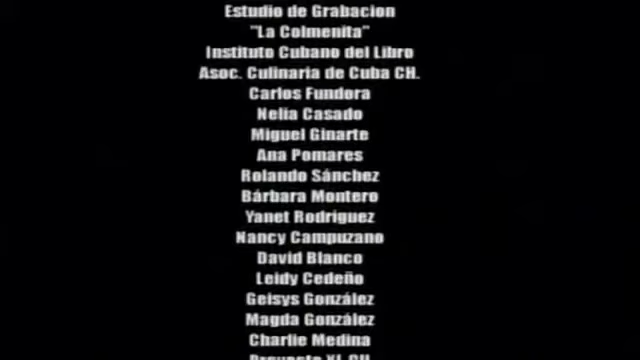 Estudio de Grabacion
"La Colmenita"
Instituto Cubano del Libro
Asoc. Culinaria de Cuba CH.
Carlos Fundora
Nelia Casado
Miguel Ginarte
Ana Pomares
Rolando Sánchez
Bárbara Montero
Yanet Rodriguez
Nancy Campuzano
David Blanco
Leidy Cedeño
Geisys González
Magda González
Charlie Medina